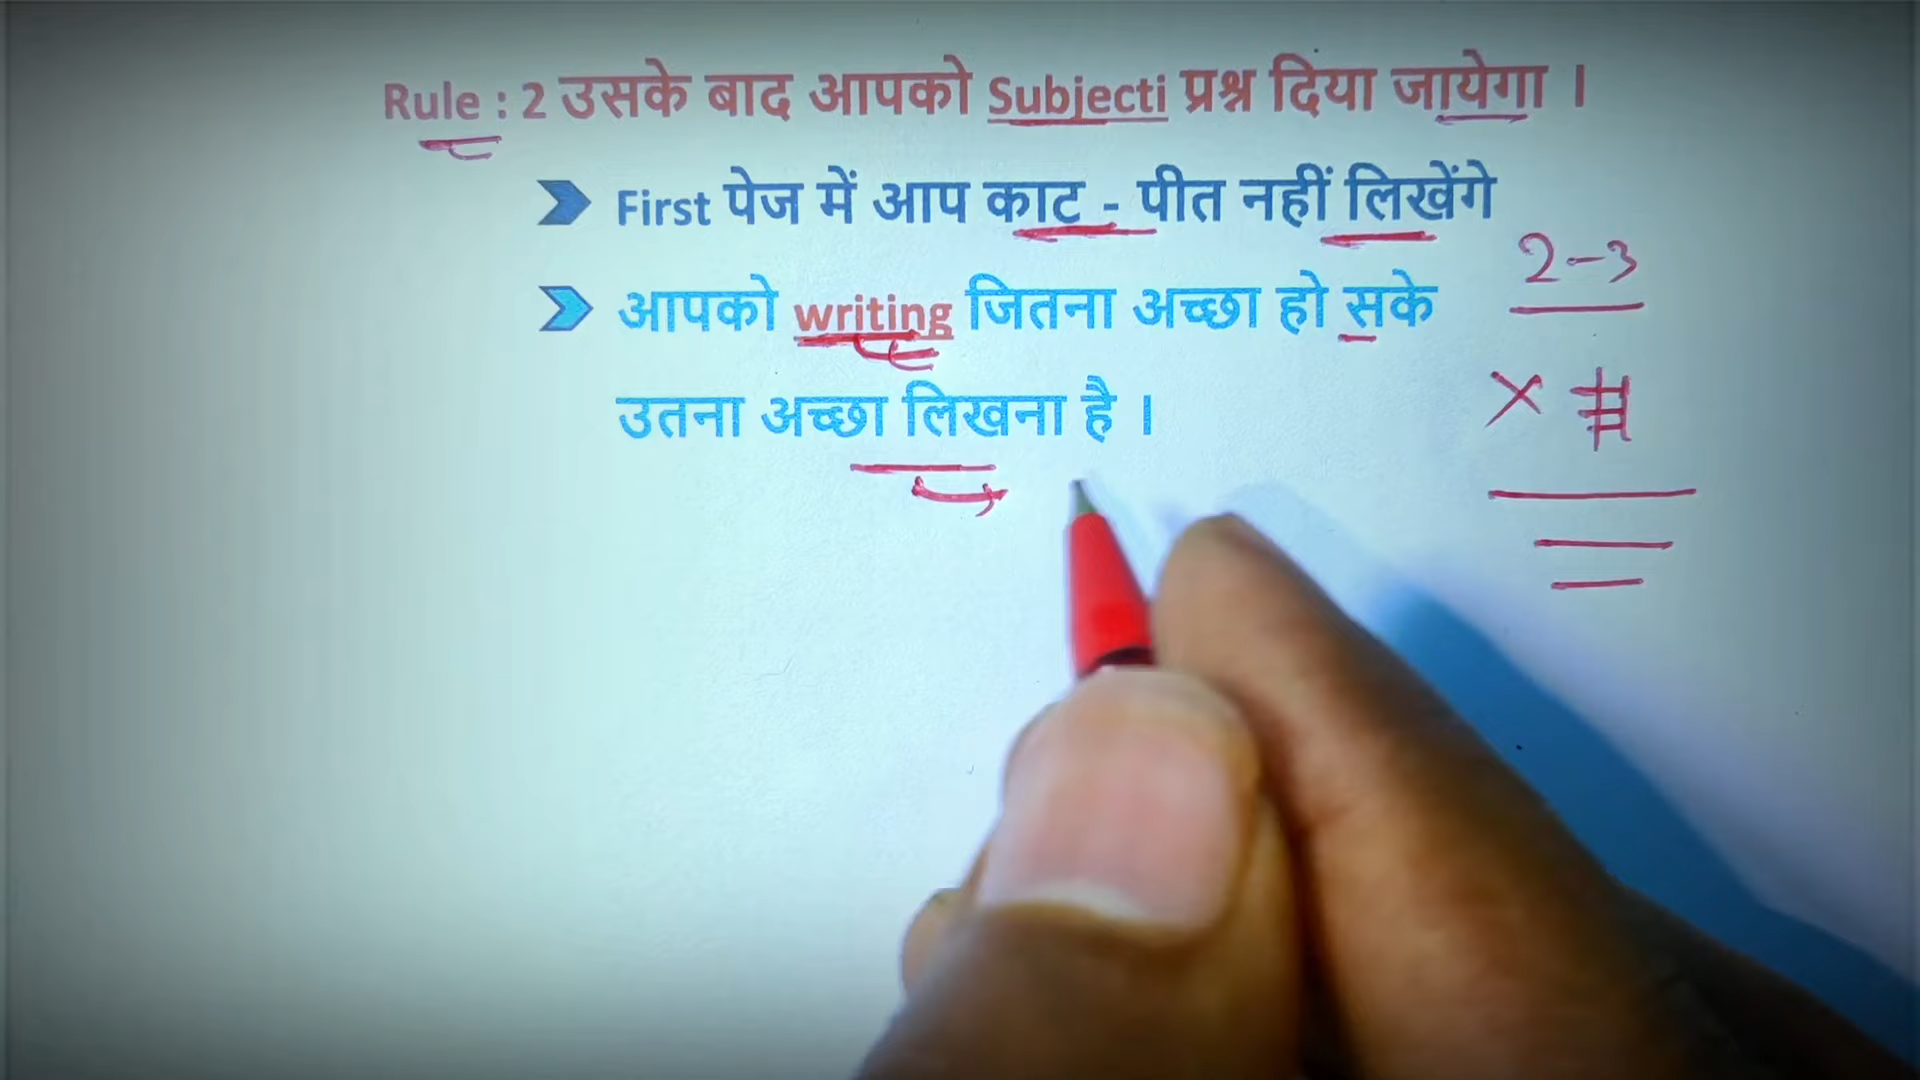 Rule : 2 उसके बाद आपको Subjecti प्रश्न दिया जायेगा ।
First पेज में आप काट - पीत नहीं लिखेंगे
2-3
आपको writing जितना अच्छा हो सके
उतना अच्छा लिखना है ।